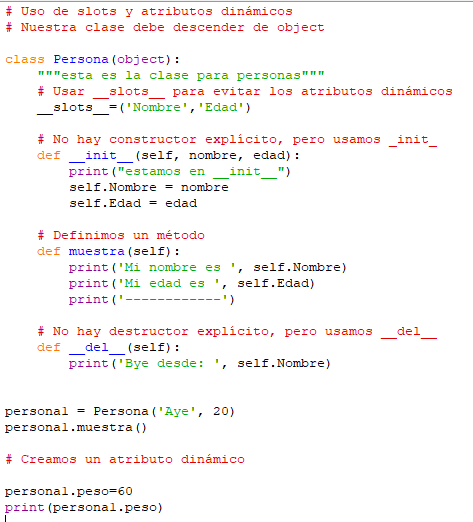 # Uso de slots y atributos dinámicos
# Nuestra clase debe descender de object
class Persona(object):
    """esta es la clase para personas"""
    # Usar __slots__ para evitar los atributos dinámicos
    __slots__=('Nombre','Edad')
    # No hay constructor explícito, pero usamos _init_
    def __init__(self, nombre, edad):
        print("estamos en __init__")
        self.Nombre = nombre
        self.Edad = edad
    # Definimos un método
    def muestra(self):
        print('Mi nombre es ', self.Nombre)
        print('Mi edad es ', self.Edad)
        print('------------')
    # No hay destructor explícito, pero usamos __del__
    def __del__(self):
        print('Bye desde: ', self.Nombre)
persona1 = Persona('Aye', 20)
persona1.muestra()
# Creamos un atributo dinámico
persona1.peso=60
print(persona1.peso)